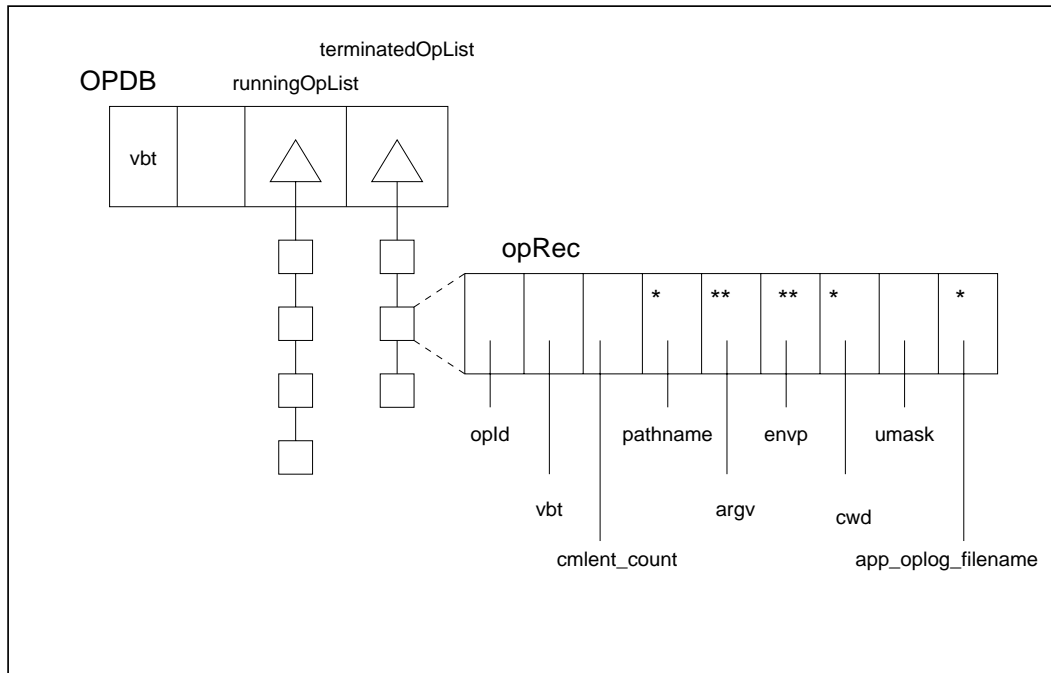 terminatedOpList
OPDB
runningOpList
vbt
opRec
* ** ** * *
opId
pathname
envp
umask
vbt
argv
cwd
cmlent_count
app_oplog_filename